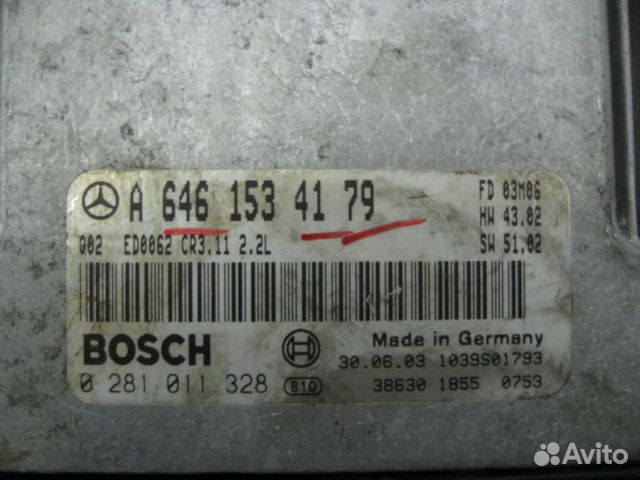 A 646 153 41 79
FD 03M06
HW 43.02
Q02 ED0062 CR3.11 2.2L
SW 51.02
BOSCH
Made in Germany
30.06.03 1039S01793
0 281 011 328 810
38630 1855 0753
Avito